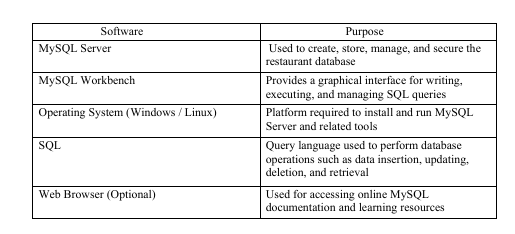 Software Purpose
MySQL Server Used to create, store, manage, and secure the
restaurant database
MySQL Workbench Provides a graphical interface for writing,
executing, and managing SQL queries
Operating System (Windows / Linux) Platform required to install and run MySQL
Server and related tools
SQL Query language used to perform database
operations such as data insertion, updating,
deletion, and retrieval
Web Browser (Optional) Used for accessing online MySQL
documentation and learning resources